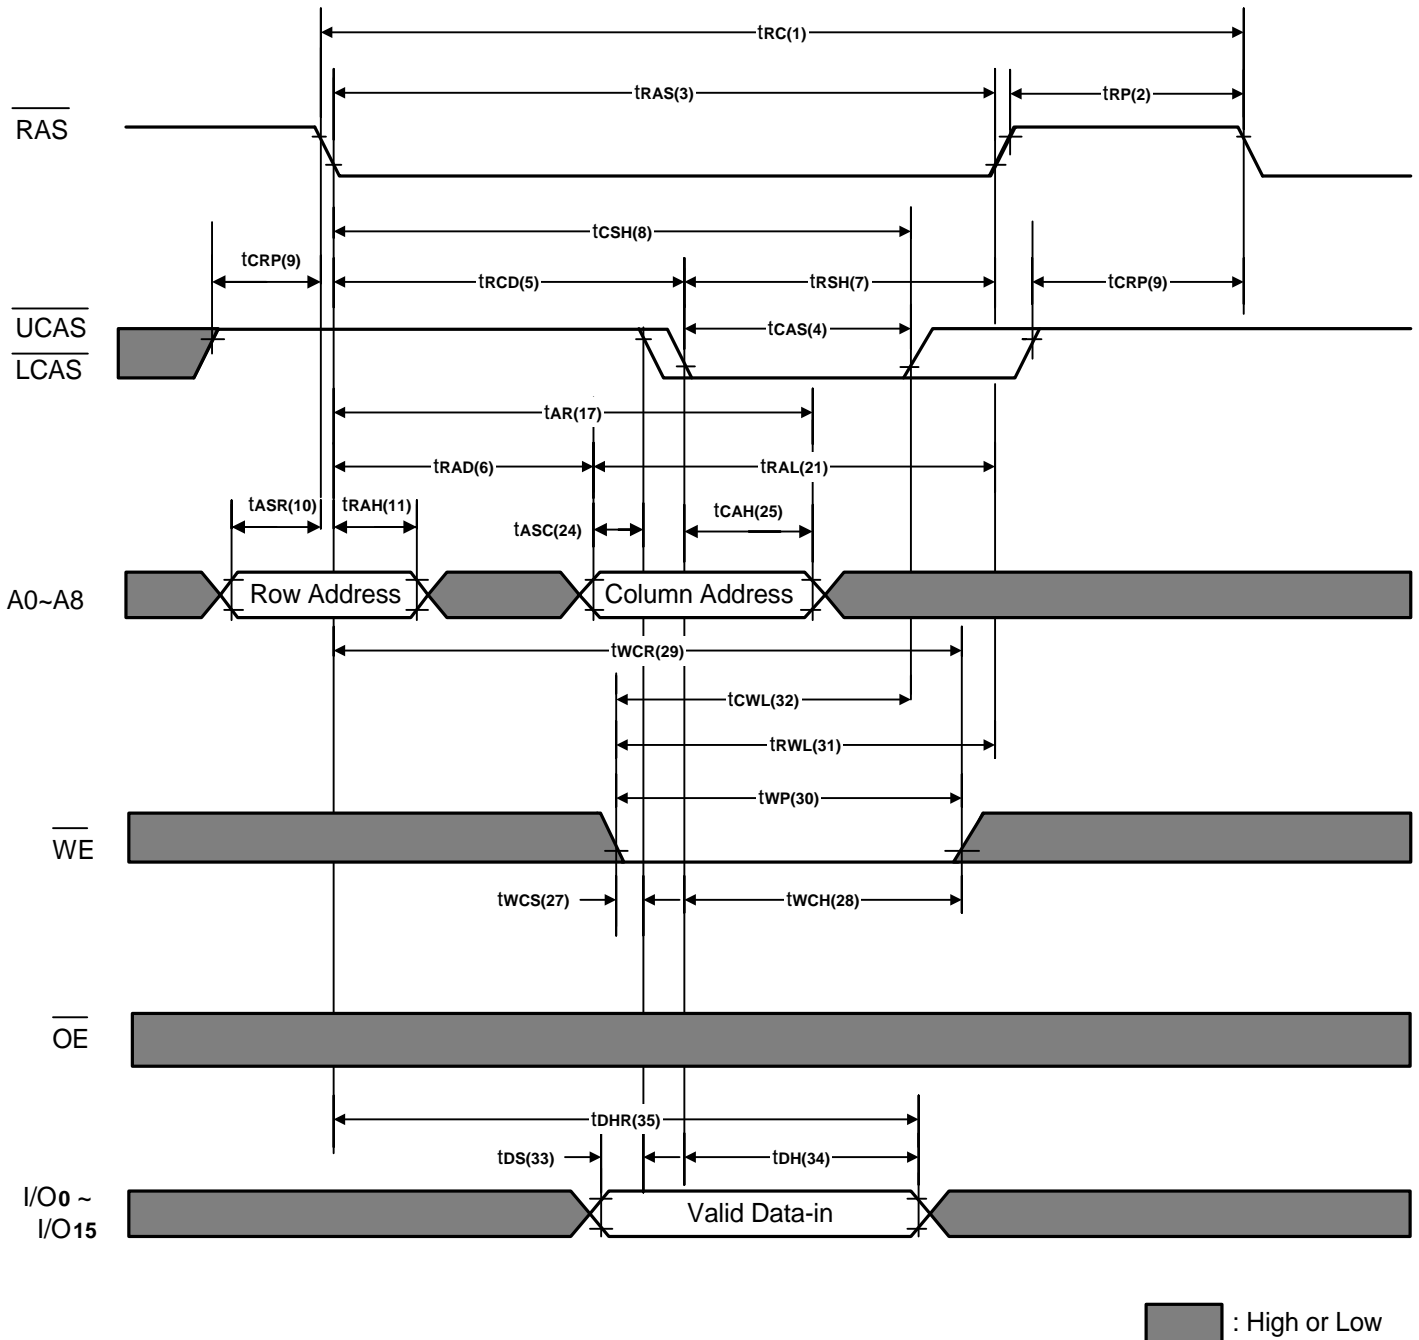 tRC(1)
tRAS(3)
tRP(2)
RAS
tCSH(8)
tCRP(9)
tRCD(5)
tRSH(7)
tCRP(9)
UCAS
tCAS(4)
LCAS
tAR(17)
tRAD(6)
tRAL(21)
tASR(10)
tRAH(11)
tASC(24)
tCAH(25)
A0~A8
Row Address
Column Address
tWCR(29)
tCWL(32)
tRWL(31)
tWP(30)
WE
tWCS(27)
tWCH(28)
OE
tDHR(35)
tDS(33)
tDH(34)
I/O0 ~
I/O15
Valid Data-in
: High or Low